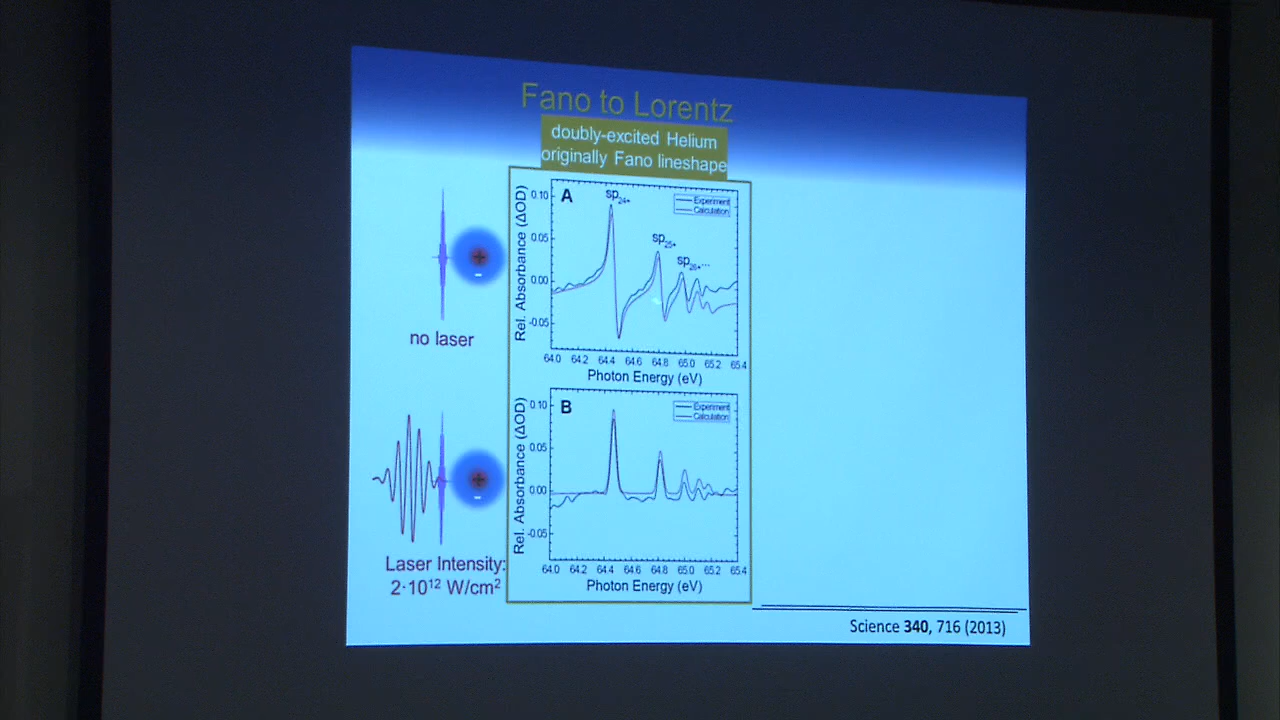 Fano to Lorentz
doubly-excited Helium
originally Fano lineshape
no laser
Rel. Absorbance (ΔOD)
0.10
0.05
0.00
-0.05
A
sp24+
sp25+
sp26+...
Experiment
Calculation
64.0 64.2 64.4 64.6 64.8 65.0 65.2 65.4
Photon Energy (eV)
Laser Intensity:
2·10¹² W/cm²
Rel. Absorbance (ΔOD)
0.10
0.05
0.00
-0.05
B
Experiment
Calculation
64.0 64.2 64.4 64.6 64.8 65.0 65.2 65.4
Photon Energy (eV)
Science 340, 716 (2013)